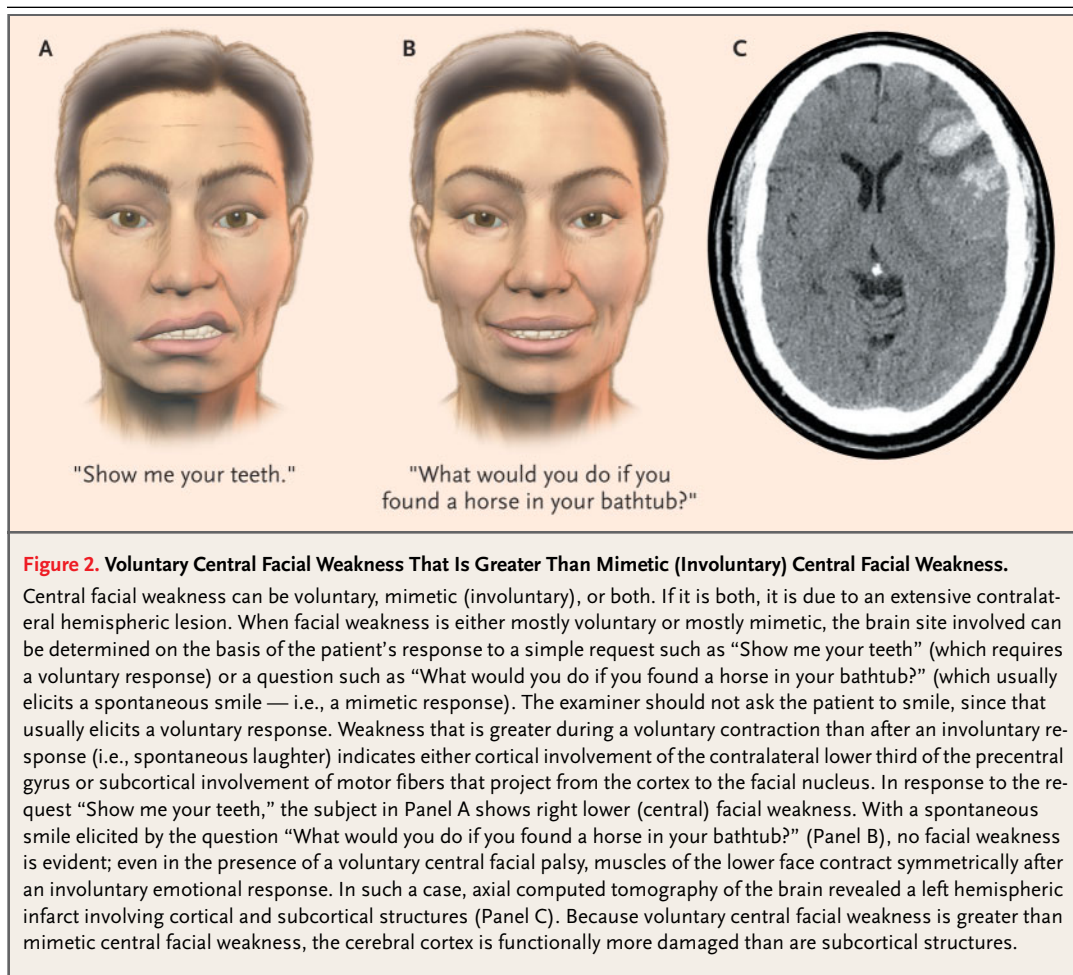 A
B
C
"Show me your teeth."
"What would you do if you
found a horse in your bathtub?"
Figure 2. Voluntary Central Facial Weakness That Is Greater Than Mimetic (Involuntary) Central Facial Weakness.
Central facial weakness can be voluntary, mimetic (involuntary), or both. If it is both, it is due to an extensive contralat-
eral hemispheric lesion. When facial weakness is either mostly voluntary or mostly mimetic, the brain site involved can
be determined on the basis of the patient's response to a simple request such as “Show me your teeth” (which requires
a voluntary response) or a question such as “What would you do if you found a horse in your bathtub?” (which usually
elicits a spontaneous smile — i.e., a mimetic response). The examiner should not ask the patient to smile, since that
usually elicits a voluntary response. Weakness that is greater during a voluntary contraction than after an involuntary re-
sponse (i.e., spontaneous laughter) indicates either cortical involvement of the contralateral lower third of the precentral
gyrus or subcortical involvement of motor fibers that project from the cortex to the facial nucleus. In response to the re-
quest “Show me your teeth,” the subject in Panel A shows right lower (central) facial weakness. With a spontaneous
smile elicited by the question “What would you do if you found a horse in your bathtub?” (Panel B), no facial weakness
is evident; even in the presence of a voluntary central facial palsy, muscles of the lower face contract symmetrically after
an involuntary emotional response. In such a case, axial computed tomography of the brain revealed a left hemispheric
infarct involving cortical and subcortical structures (Panel C). Because voluntary central facial weakness is greater than
mimetic central facial weakness, the cerebral cortex is functionally more damaged than are subcortical structures.